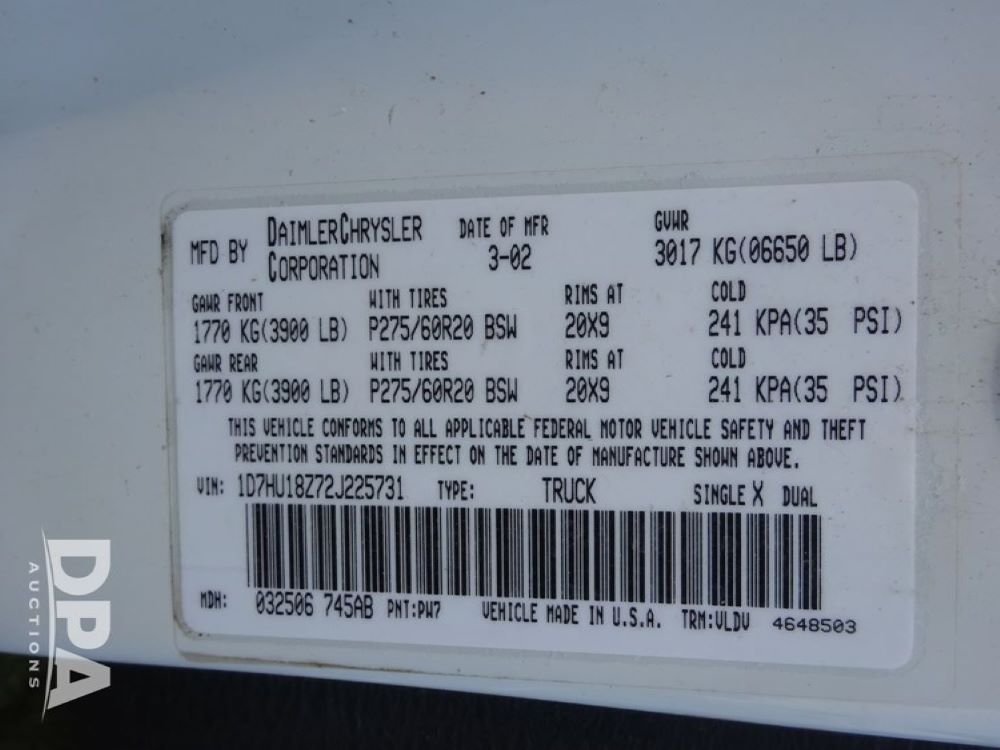 MFD BY DAIMLERCHRYSLER CORPORATION DATE OF MFR 3-02 GVWR 3017 KG(06650 LB)
GAWR FRONT WITH TIRES RIMS AT COLD
1770 KG(3900 LB) P275/60R20 BSW 20X9 241 KPA(35 PSI)
GAWR REAR WITH TIRES RIMS AT COLD
1770 KG(3900 LB) P275/60R20 BSW 20X9 241 KPA(35 PSI)
THIS VEHICLE CONFORMS TO ALL APPLICABLE FEDERAL MOTOR VEHICLE SAFETY AND THEFT
PREVENTION STANDARDS IN EFFECT ON THE DATE OF MANUFACTURE SHOWN ABOVE.
VIN: 1D7HU18Z72J225731 TYPE: TRUCK SINGLE X DUAL
MDH: 032506 745AB PNT:PW7 VEHICLE MADE IN U.S.A. TRM:VLDV 4648503
DPA
AUCTIONS